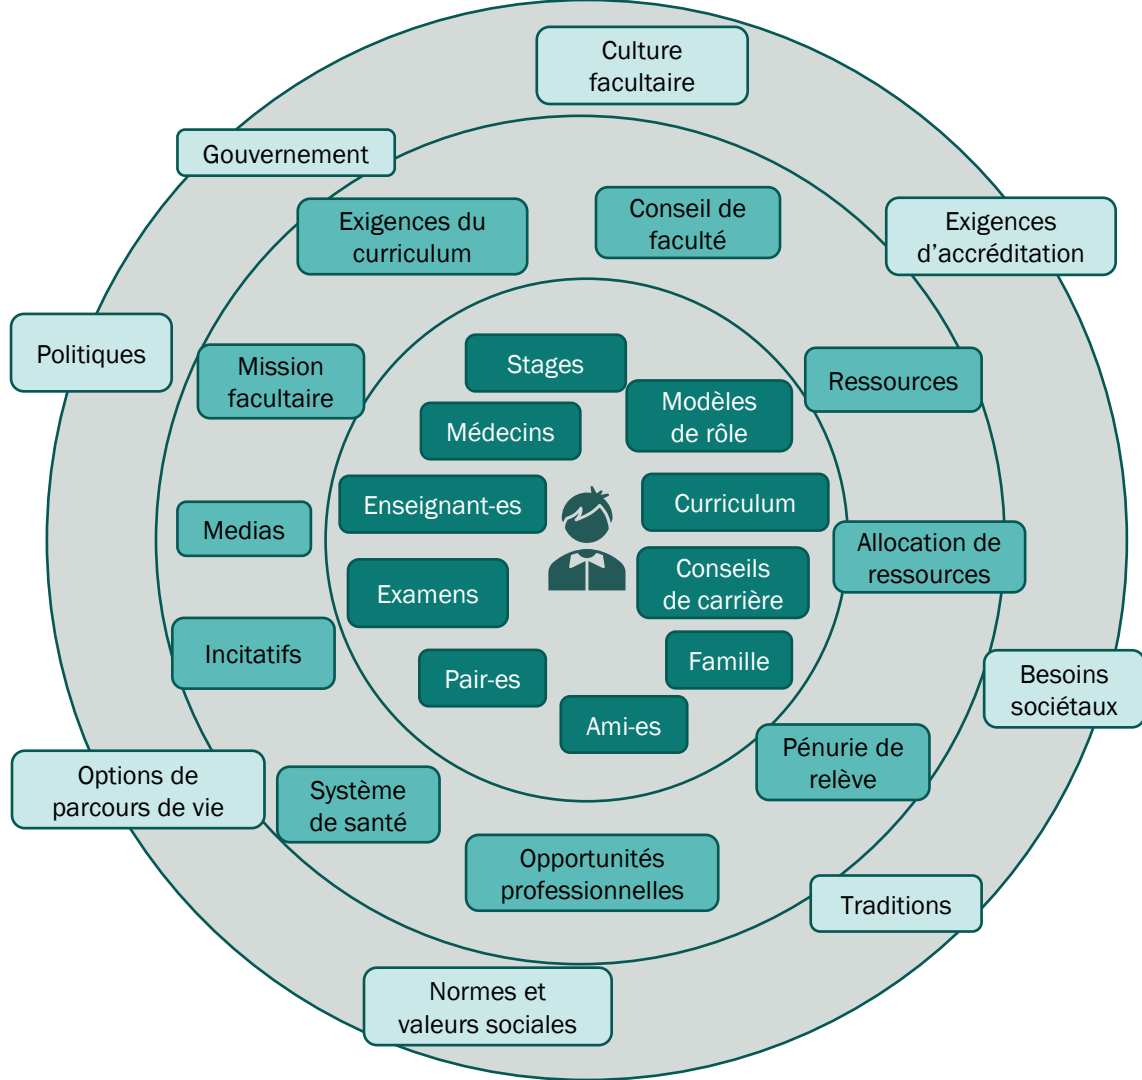 Culture
facultaire
Gouvernement
Exigences du
curriculum
Conseil de
faculté
Exigences
d'accréditation
Politiques
Mission
facultaire
Stages
Modèles
de rôle
Ressources
Médecins
Enseignant-es
Curriculum
Medias
Allocation de
ressources
Examens
Conseils
de carrière
Incitatifs
Pair-es
Famille
Besoins
sociétaux
Ami-es
Options de
parcours de vie
Système
de santé
Pénurie de
relève
Opportunités
professionnelles
Traditions
Normes et
valeurs sociales